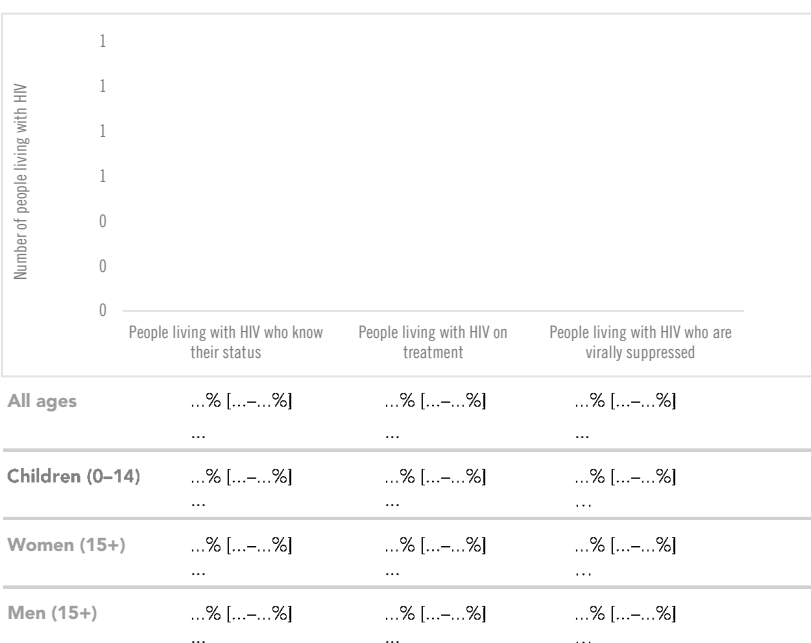 Number of people living with HIV
1
1
1
1
0
0
0
People living with HIV who know
their status
People living with HIV on
treatment
People living with HIV who are
virally suppressed
All ages ...% [...–...%] ...% [...–...%] ...% [...–...%]
... ... ...
Children (0–14) ...% [...–...%] ...% [...–...%] ...% [...–...%]
... ... ...
Women (15+) ...% [...–...%] ...% [...–...%] ...% [...–...%]
... ... ...
Men (15+) ...% [...–...%] ...% [...–...%] ...% [...–...%]
... ... ...